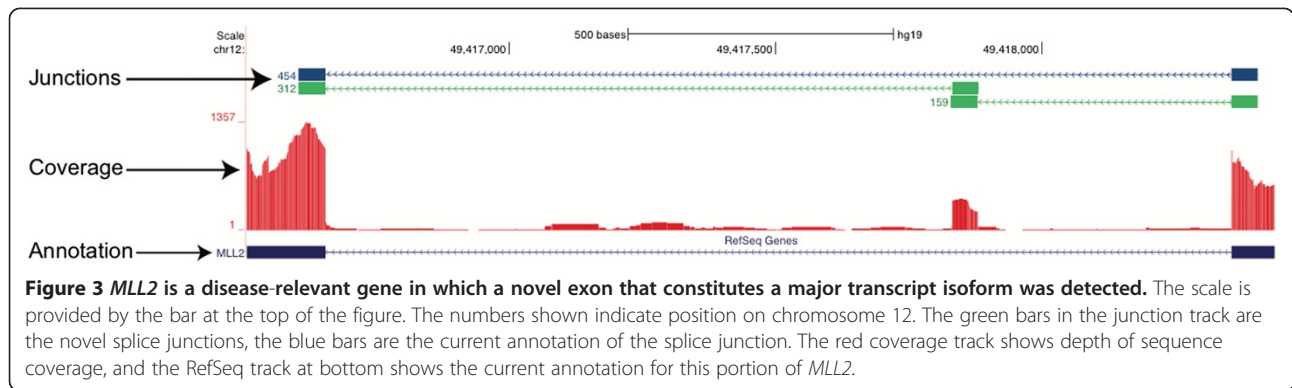 Scale
500 bases
hg19
chr12:
49,417,000
49,417,500
49,418,000
Junctions
454
312
159
1357
Coverage
1
RefSeq Genes
Annotation
MLL2
Figure 3 MLL2 is a disease-relevant gene in which a novel exon that constitutes a major transcript isoform was detected. The scale is
provided by the bar at the top of the figure. The numbers shown indicate position on chromosome 12. The green bars in the junction track are
the novel splice junctions, the blue bars are the current annotation of the splice junction. The red coverage track shows depth of sequence
coverage, and the RefSeq track at bottom shows the current annotation for this portion of MLL2.